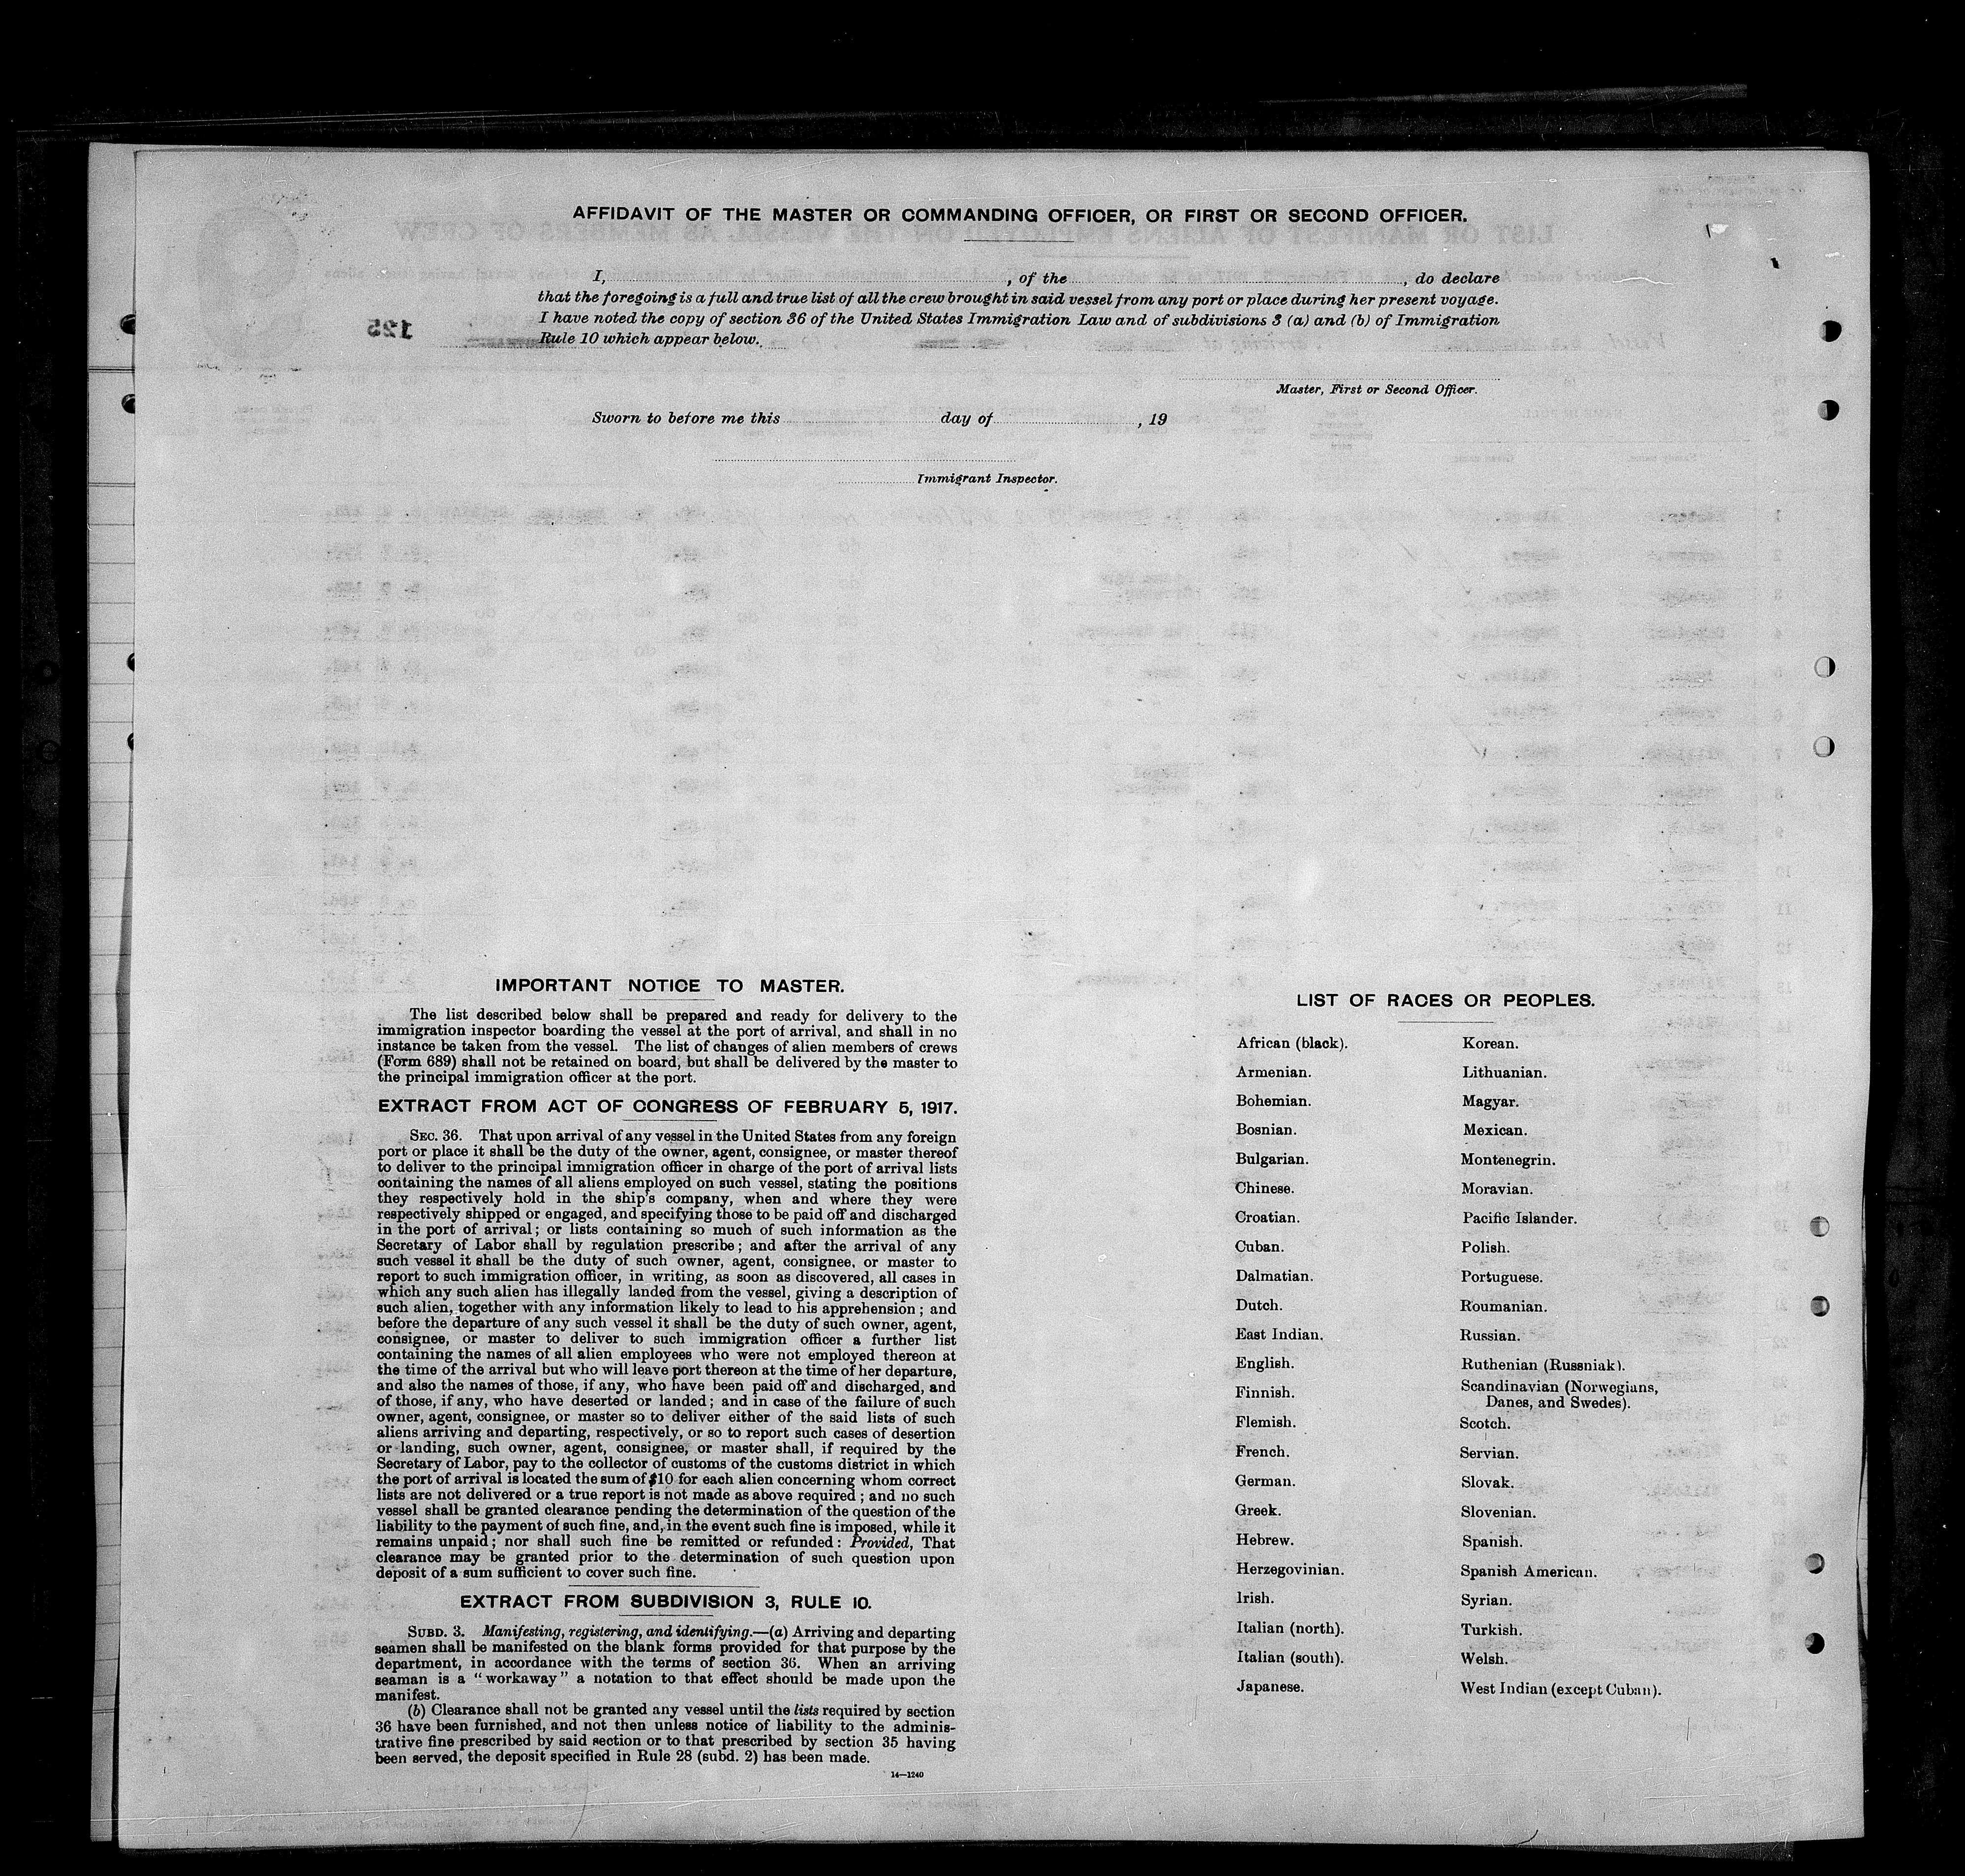 AFFIDAVIT OF THE MASTER OR COMMANDING OFFICER, OR FIRST OR SECOND OFFICER.
I, , of the , do declare
that the foregoing is a full and true list of all the crew brought in said vessel from any port or place during her present voyage.
I have noted the copy of section 36 of the United States Immigration Law and of subdivisions 3 (a) and (b) of Immigration
Rule 10 which appear below.
Master, First or Second Officer.
Sworn to before me this day of , 19
Immigrant Inspector.
125
IMPORTANT NOTICE TO MASTER.
The list described below shall be prepared and ready for delivery to the
immigration inspector boarding the vessel at the port of arrival, and shall in no
instance be taken from the vessel. The list of changes of alien members of crews
(Form 689) shall not be retained on board, but shall be delivered by the master to
the principal immigration officer at the port.
EXTRACT FROM ACT OF CONGRESS OF FEBRUARY 5, 1917.
SEC. 36. That upon arrival of any vessel in the United States from any foreign
port or place it shall be the duty of the owner, agent, consignee, or master thereof
to deliver to the principal immigration officer in charge of the port of arrival lists
containing the names of all aliens employed on such vessel, stating the positions
they respectively hold in the ship's company, when and where they were
respectively shipped or engaged, and specifying those to be paid off and discharged
in the port of arrival; or lists containing so much of such information as the
Secretary of Labor shall by regulation prescribe; and after the arrival of any
such vessel it shall be the duty of such owner, agent, consignee, or master to
report to such immigration officer, in writing, as soon as discovered, all cases in
which any such alien has illegally landed from the vessel, giving a description of
such alien, together with any information likely to lead to his apprehension; and
before the departure of any such vessel it shall be the duty of such owner, agent,
consignee, or master to deliver to such immigration officer a further list
containing the names of all alien employees who were not employed thereon at
the time of the arrival but who will leave port thereon at the time of her departure,
and also the names of those, if any, who have been paid off and discharged, and
of those, if any, who have deserted or landed; and in case of the failure of such
owner, agent, consignee, or master so to deliver either of the said lists of such
aliens arriving and departing, respectively, or so to report such cases of desertion
or landing, such owner, agent, consignee, or master shall, if required by the
Secretary of Labor, pay to the collector of customs of the customs district in which
the port of arrival is located the sum of $10 for each alien concerning whom correct
lists are not delivered or a true report is not made as above required; and no such
vessel shall be granted clearance pending the determination of the question of the
liability to the payment of such fine, and, in the event such fine is imposed, while it
remains unpaid; nor shall such fine be remitted or refunded: Provided, That
clearance may be granted prior to the determination of such question upon
deposit of a sum sufficient to cover such fine.
EXTRACT FROM SUBDIVISION 3, RULE 10.
SUBD. 3. Manifesting, registering, and identifying.—(a) Arriving and departing
seamen shall be manifested on the blank forms provided for that purpose by the
department, in accordance with the terms of section 36. When an arriving
seaman is a "workaway" a notation to that effect should be made upon the
manifest.
(b) Clearance shall not be granted any vessel until the lists required by section
36 have been furnished, and not then unless notice of liability to the adminis-
trative fine prescribed by said section or to that prescribed by section 35 having
been served, the deposit specified in Rule 28 (subd. 2) has been made.
14—1240
LIST OF RACES OR PEOPLES.
African (black).
Armenian.
Bohemian.
Bosnian.
Bulgarian.
Chinese.
Croatian.
Cuban.
Dalmatian.
Dutch.
East Indian.
English.
Finnish.
Flemish.
French.
German.
Greek.
Hebrew.
Herzegovinian.
Irish.
Italian (north).
Italian (south).
Japanese.
Korean.
Lithuanian.
Magyar.
Mexican.
Montenegrin.
Moravian.
Pacific Islander.
Polish.
Portuguese.
Roumanian.
Russian.
Ruthenian (Russniak).
Scandinavian (Norwegians,
Danes, and Swedes).
Scotch.
Servian.
Slovak.
Slovenian.
Spanish.
Spanish American.
Syrian.
Turkish.
Welsh.
West Indian (except Cuban).